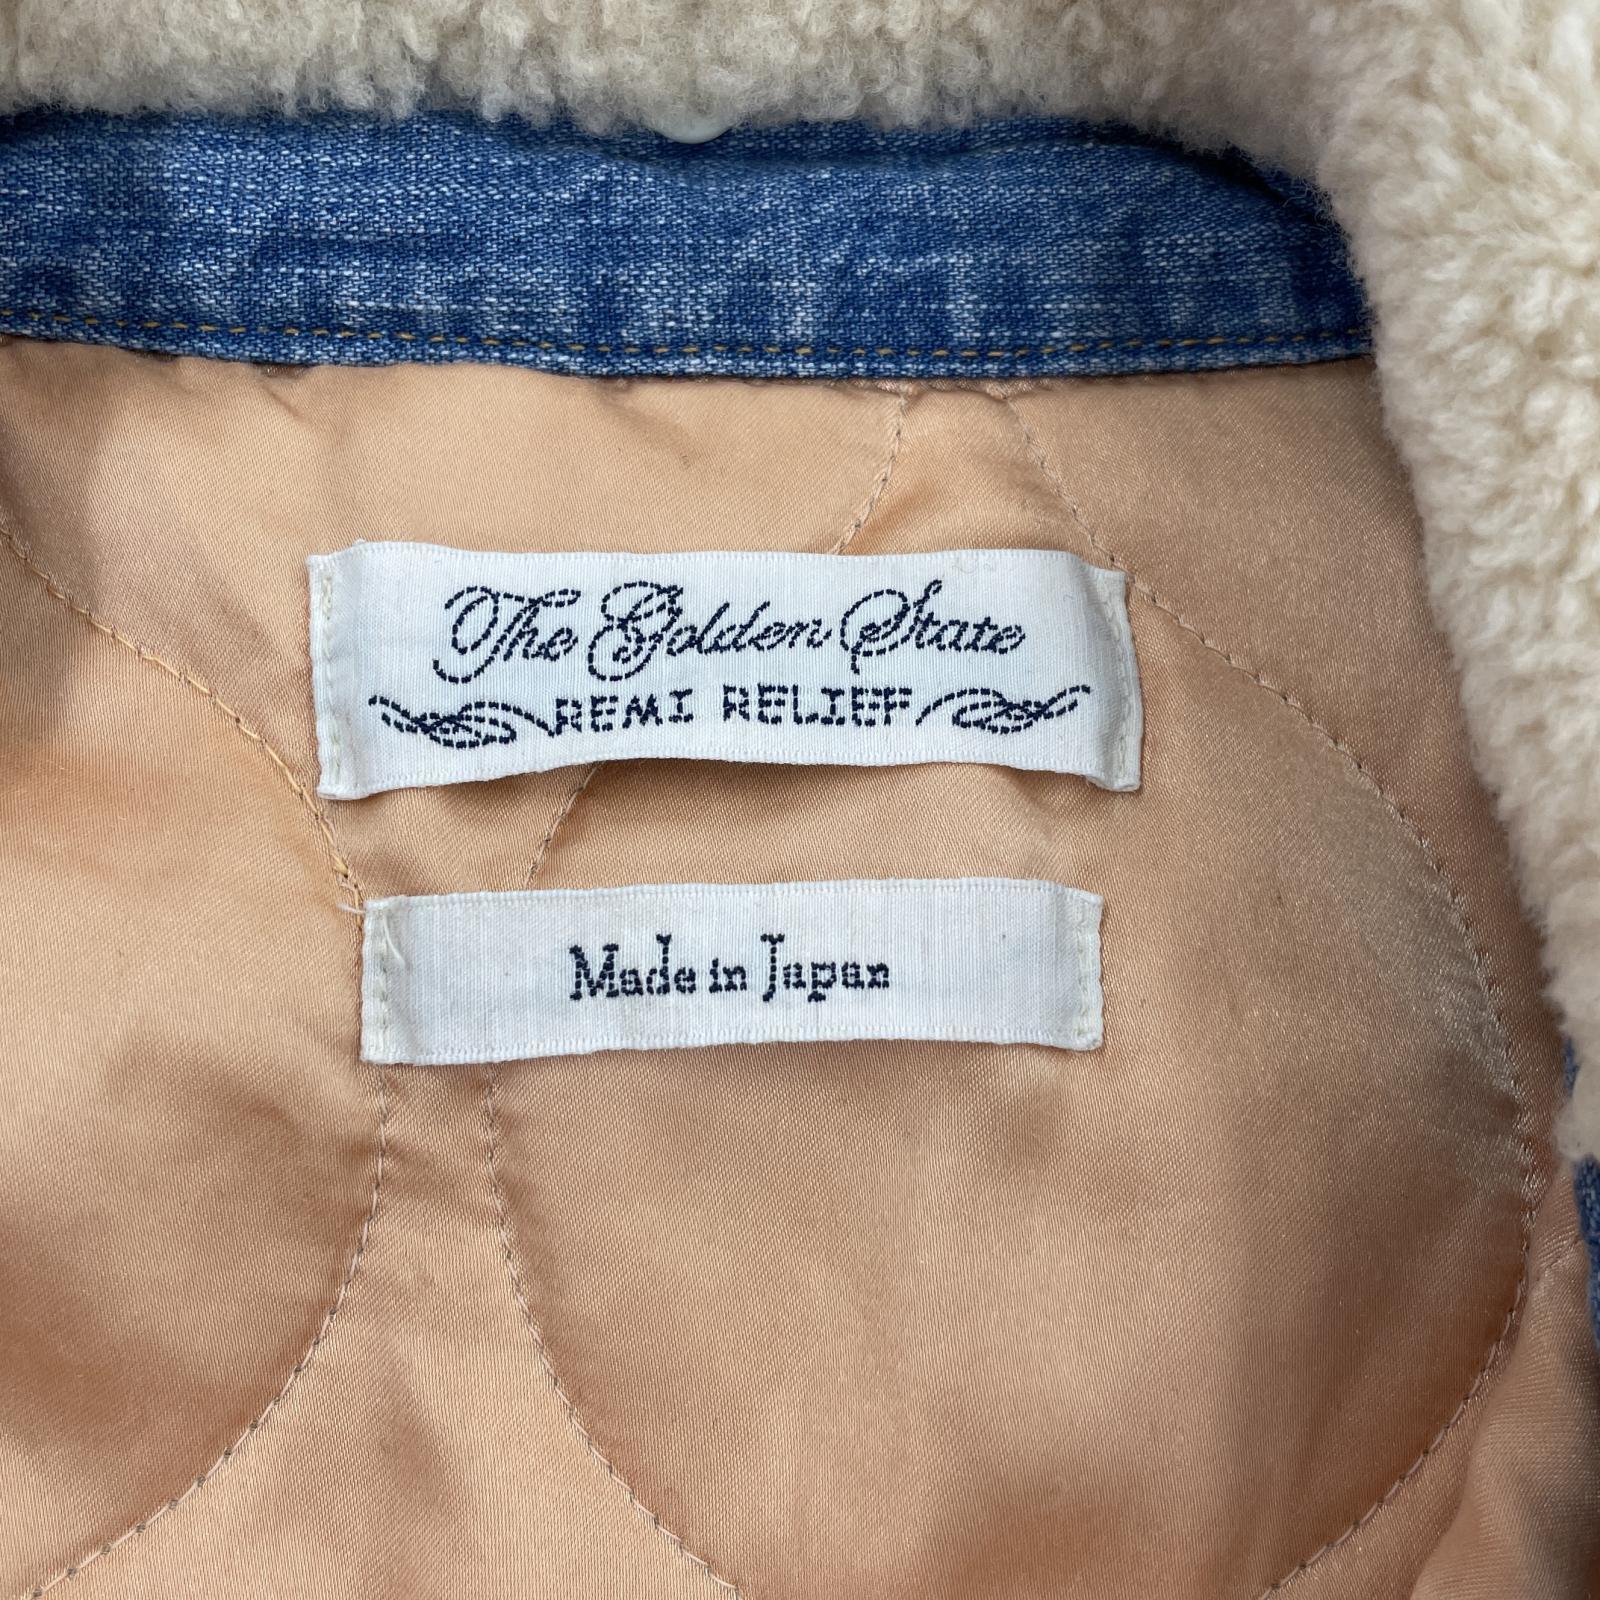 The Golden State
REMI RELIEF
Made in Japan